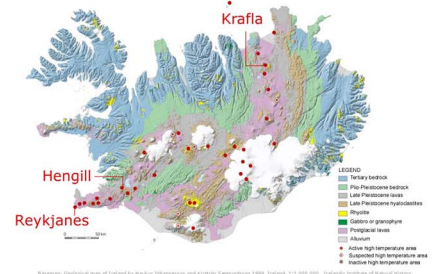 Krafla
Hengill
Reykjanes
0 50 km
LEGEND
Tertiary bedrock
Plio-Pleistocene bedrock
Late Pleistocene lavas
Late Pleistocene hyaloclastites
Rhyolite
Gabbro or granophyre
Postglacial lavas
Alluvium
Active high temperature area
Suspected high temperature area
Inactive high temperature area